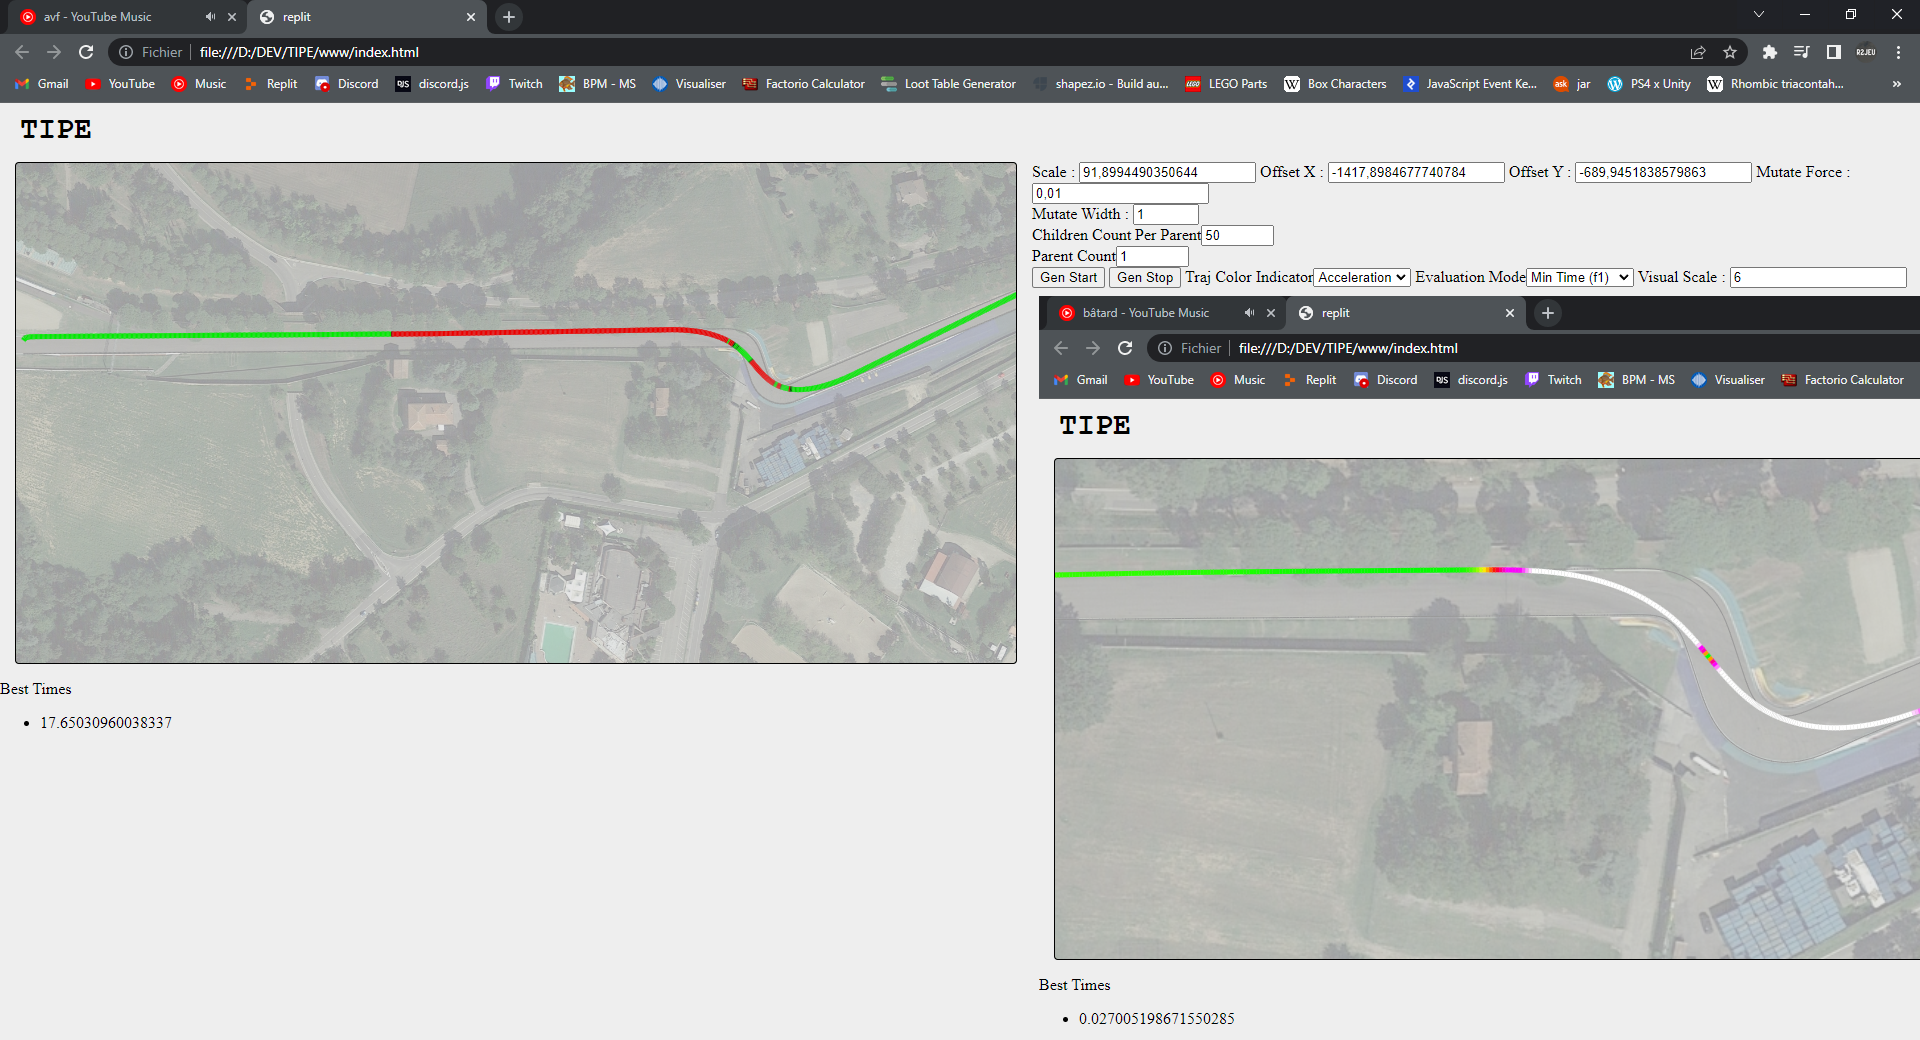 avf - YouTube Music
replit
Fichier file:///D:/DEV/TIPE/www/index.html
R2JEU
Gmail YouTube Music Replit Discord DJS discord.js Twitch BPM - MS Visualiser Factorio Calculator Loot Table Generator shapez.io - Build au... LEGO LEGO Parts W Box Characters JavaScript Event Ke... ask jar PS4 x Unity W Rhombic triacontah... »
TIPE
Scale : 91,8994490350644 Offset X : -1417,8984677740784 Offset Y : -689,9451838579863 Mutate Force :
0,01
Mutate Width : 1
Children Count Per Parent 50
Parent Count 1
Gen Start Gen Stop Traj Color Indicator Acceleration Evaluation Mode Min Time (f1) Visual Scale : 6
Best Times
• 17.65030960038337
bâtard - YouTube Music
replit
Fichier file:///D:/DEV/TIPE/www/index.html
Gmail YouTube Music Replit Discord DJS discord.js Twitch BPM - MS Visualiser Factorio Calculator
TIPE
Best Times
• 0.027005198671550285